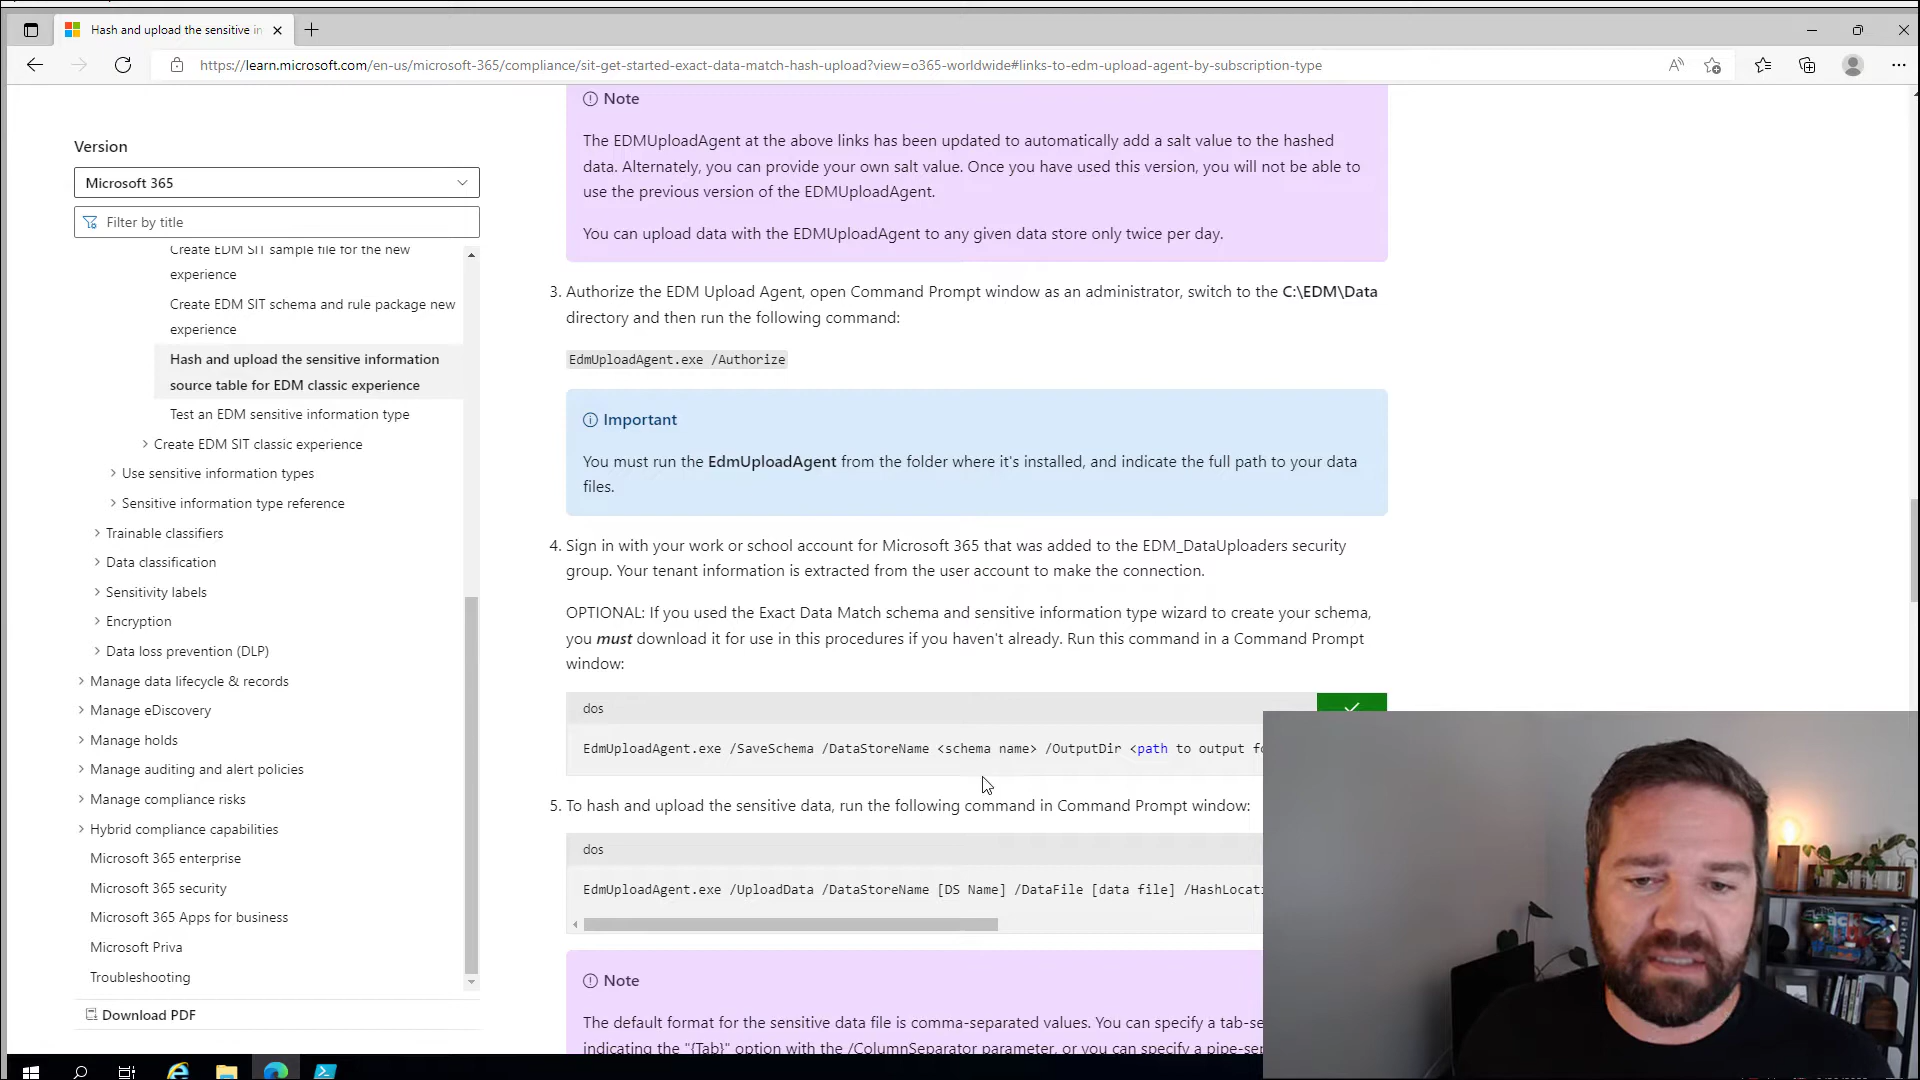 Hash and upload the sensitive in
https://learn.microsoft.com/en-us/microsoft-365/compliance/sit-get-started-exact-data-match-hash-upload?view=o365-worldwide#links-to-edm-upload-agent-by-subscription-type
Version
Microsoft 365
Filter by title
Create EDM SIT sample file for the new
experience
Create EDM SIT schema and rule package new
experience
Hash and upload the sensitive information
source table for EDM classic experience
Test an EDM sensitive information type
Create EDM SIT classic experience
Use sensitive information types
Sensitive information type reference
Trainable classifiers
Data classification
Sensitivity labels
Encryption
Data loss prevention (DLP)
Manage data lifecycle & records
Manage eDiscovery
Manage holds
Manage auditing and alert policies
Manage compliance risks
Hybrid compliance capabilities
Microsoft 365 enterprise
Microsoft 365 security
Microsoft 365 Apps for business
Microsoft Priva
Troubleshooting
Download PDF
Note
The EDMUploadAgent at the above links has been updated to automatically add a salt value to the hashed
data. Alternately, you can provide your own salt value. Once you have used this version, you will not be able to
use the previous version of the EDMUploadAgent.
You can upload data with the EDMUploadAgent to any given data store only twice per day.
3. Authorize the EDM Upload Agent, open Command Prompt window as an administrator, switch to the C:\EDM\Data
directory and then run the following command:
EdmUploadAgent.exe /Authorize
Important
You must run the EdmUploadAgent from the folder where it's installed, and indicate the full path to your data
files.
4. Sign in with your work or school account for Microsoft 365 that was added to the EDM_DataUploaders security
group. Your tenant information is extracted from the user account to make the connection.
OPTIONAL: If you used the Exact Data Match schema and sensitive information type wizard to create your schema,
you must download it for use in this procedures if you haven't already. Run this command in a Command Prompt
window:
dos
EdmUploadAgent.exe /SaveSchema /DataStoreName <schema name> /OutputDir <path to output fo
5. To hash and upload the sensitive data, run the following command in Command Prompt window:
dos
EdmUploadAgent.exe /UploadData /DataStoreName [DS Name] /DataFile [data file] /HashLocati
Note
The default format for the sensitive data file is comma-separated values. You can specify a tab-se
indicating the "{Tab}" option with the /ColumnSeparator parameter, or you can specify a pipe-sep